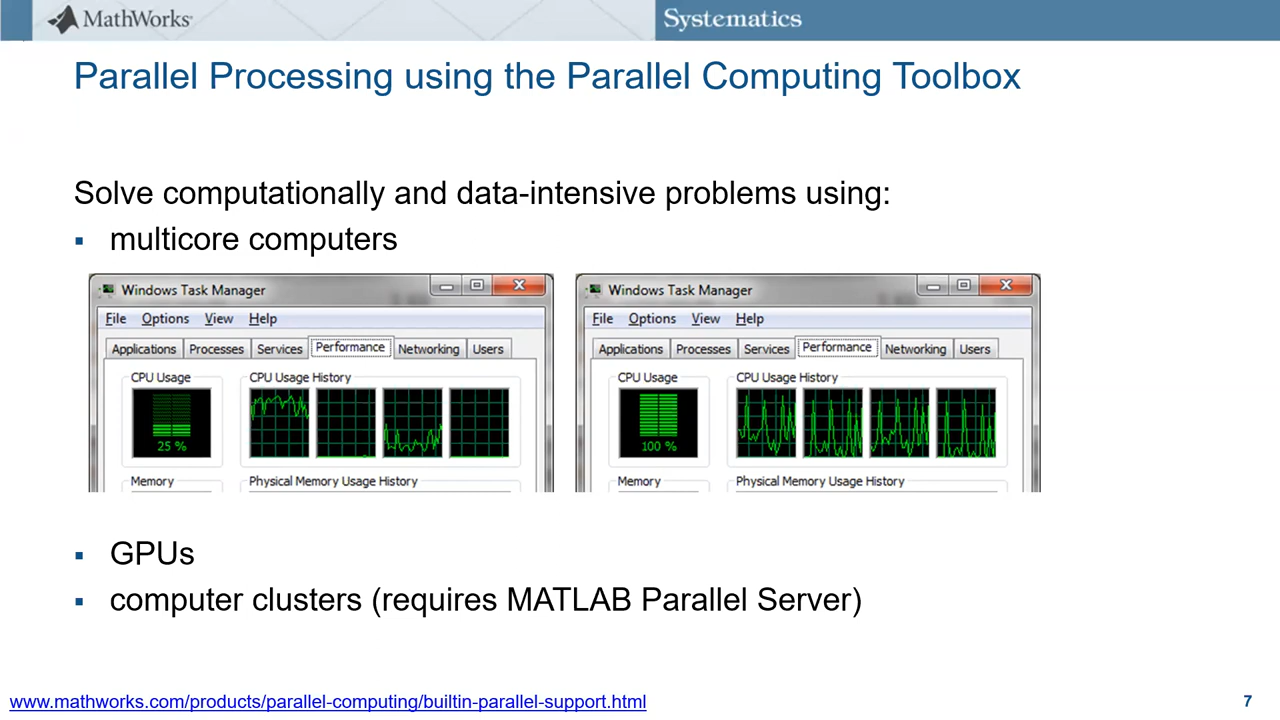 MathWorks
Systematics
Parallel Processing using the Parallel Computing Toolbox
Solve computationally and data-intensive problems using:
▪ multicore computers
Windows Task Manager
File Options View Help
Applications Processes Services Performance Networking Users
CPU Usage CPU Usage History
25 %
Memory Physical Memory Usage History
Windows Task Manager
File Options View Help
Applications Processes Services Performance Networking Users
CPU Usage CPU Usage History
100 %
Memory Physical Memory Usage History
▪ GPUs
▪ computer clusters (requires MATLAB Parallel Server)
www.mathworks.com/products/parallel-computing/builtin-parallel-support.html
7